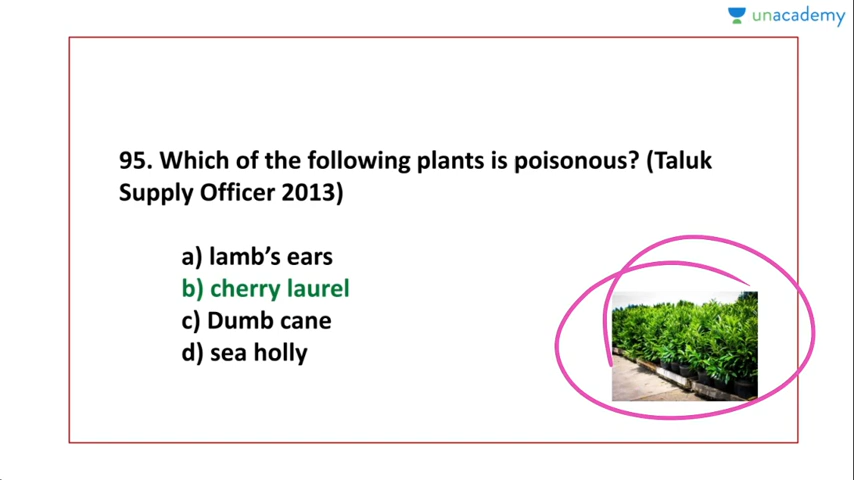 unacademy
95. Which of the following plants is poisonous? (Taluk
Supply Officer 2013)
a) lamb’s ears
b) cherry laurel
c) Dumb cane
d) sea holly